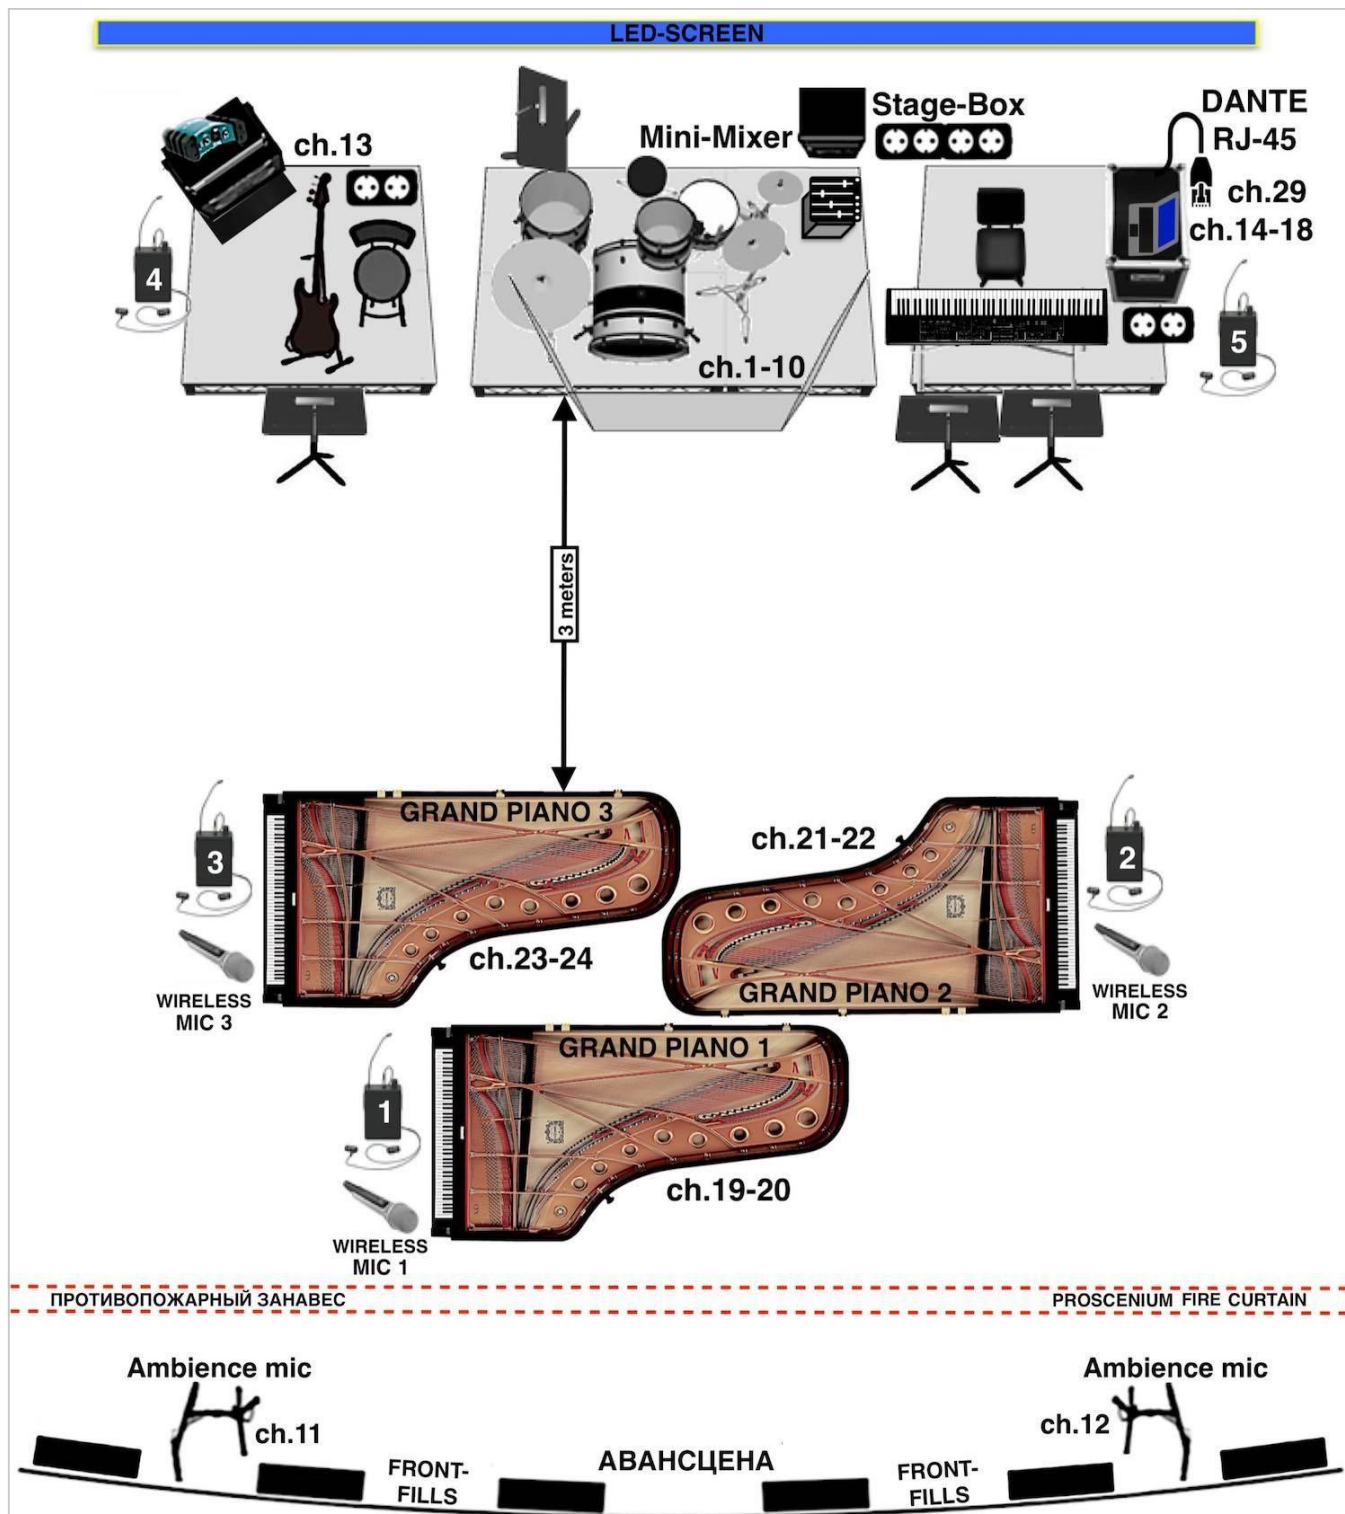 LED-SCREEN
Stage-Box
DANTE
RJ-45
Mini-Mixer
ch.13
ch.29
ch.14-18
4
5
ch.1-10
3 meters
GRAND PIANO 3
ch.21-22
3
2
ch.23-24
GRAND PIANO 2
WIRELESS
MIC 3
WIRELESS
MIC 2
GRAND PIANO 1
1
ch.19-20
WIRELESS
MIC 1
ПРОТИВОПОЖАРНЫЙ ЗАНАВЕС
PROSCENIUM FIRE CURTAIN
Ambience mic
Ambience mic
ch.11
ch.12
АВАНСЦЕНА
FRONT-
FILLS
FRONT-
FILLS